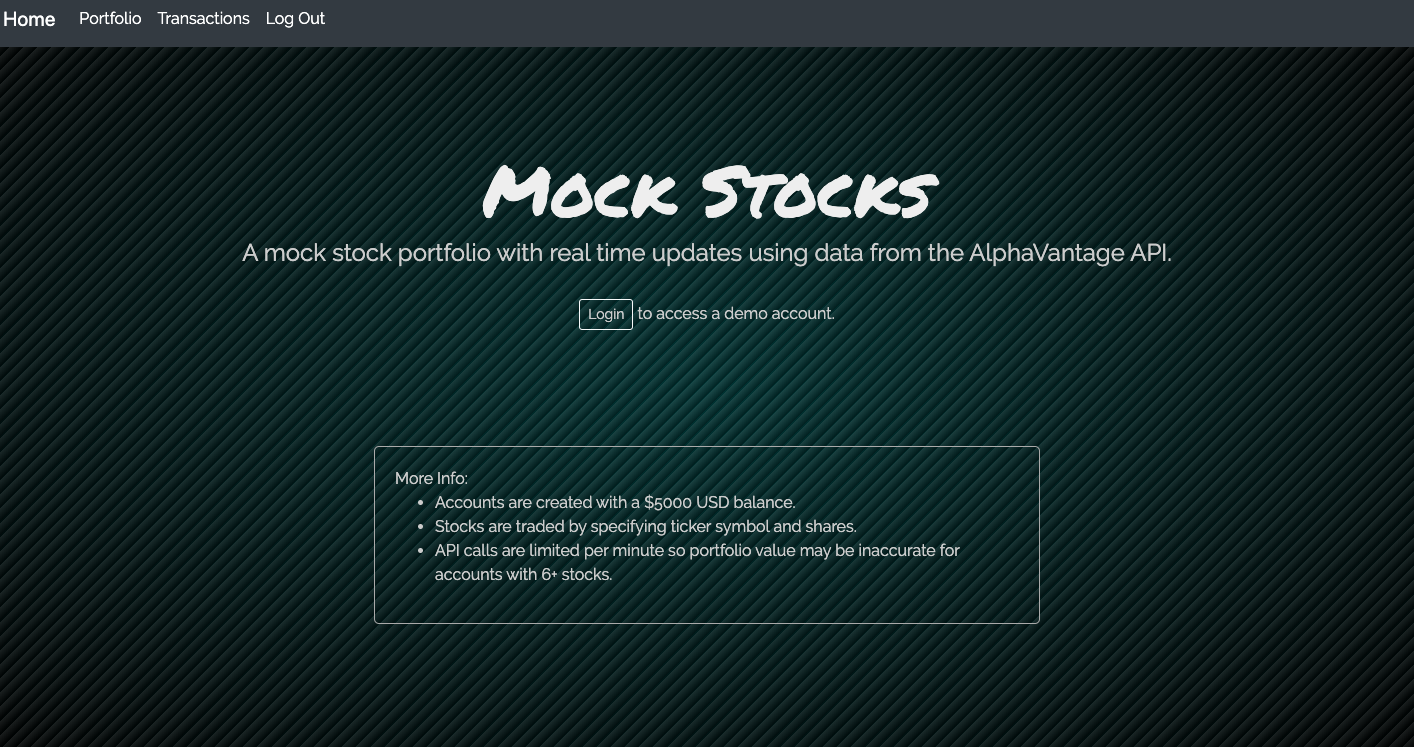 Home Portfolio Transactions Log Out
Mock Stocks
A mock stock portfolio with real time updates using data from the AlphaVantage API.
Login to access a demo account.
More Info:
• Accounts are created with a $5000 USD balance.
• Stocks are traded by specifying ticker symbol and shares.
• API calls are limited per minute so portfolio value may be inaccurate for
accounts with 6+ stocks.